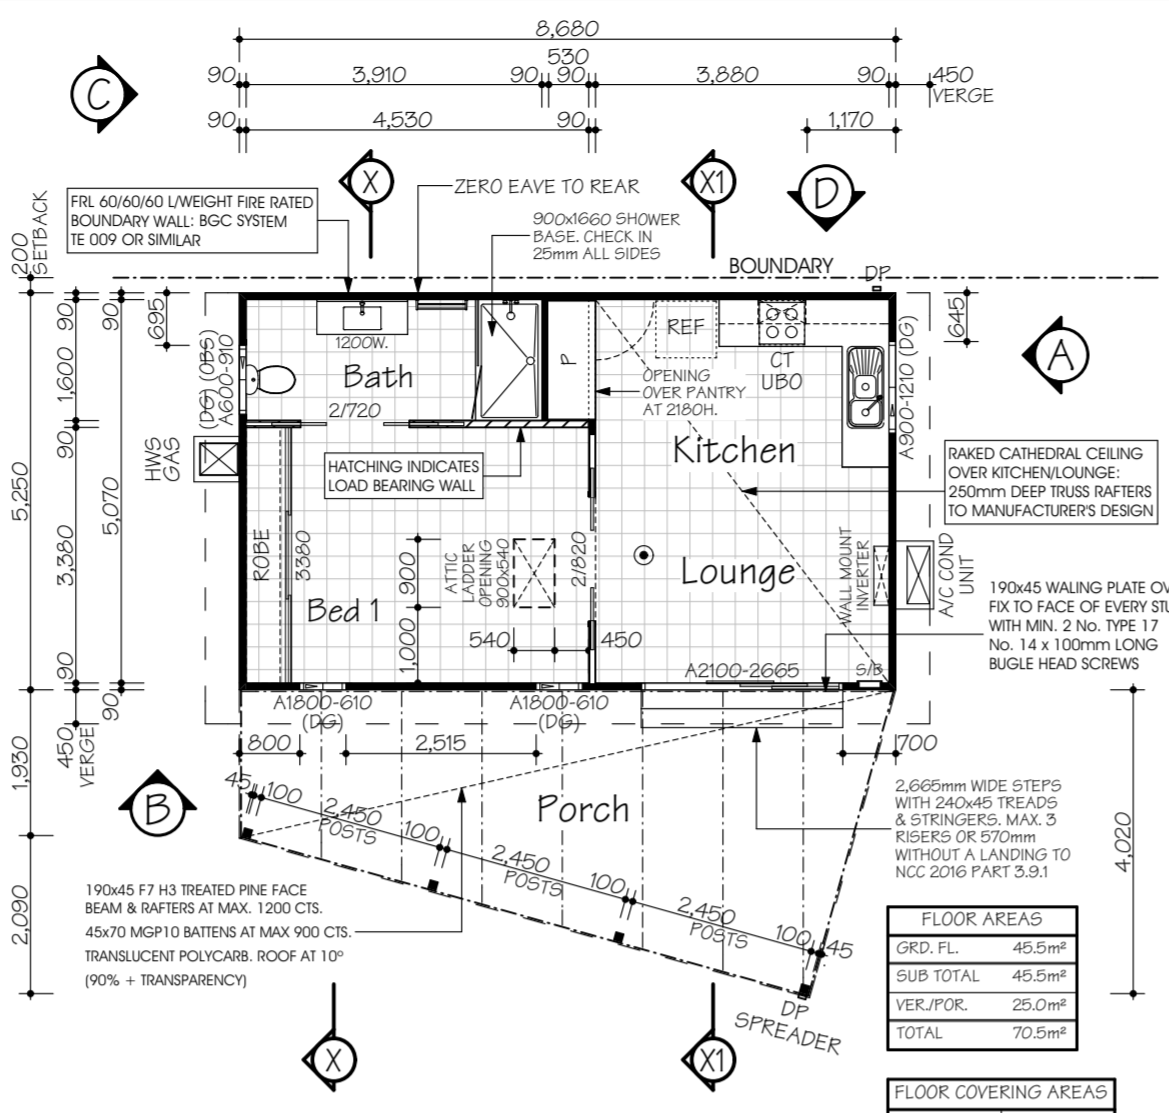 8,680
530
90
3,910
90
90
3,880
90
450
VERGE
90
4,530
90
1,170
C
X
X1
D
ZERO EAVE TO REAR
FRL 60/60/60 L/WEIGHT FIRE RATED
BOUNDARY WALL: BGC SYSTEM
TE 009 OR SIMILAR
900x1660 SHOWER
BASE. CHECK IN
25mm ALL SIDES
200
SETBACK
BOUNDARY
DP
90
90
695
645
1200W.
REF
P
CT
UBO
Bath
2/720
(DG) (OBS)
A600-910
OPENING
OVER PANTRY
AT 2180H.
A900-1210 (DG)
A
1,600
90
HWS
GAS
HATCHING INDICATES
LOAD BEARING WALL
Kitchen
RAKED CATHEDRAL CEILING
OVER KITCHEN/LOUNGE:
250mm DEEP TRUSS RAFTERS
TO MANUFACTURER'S DESIGN
5,250
3,380
5,070
ROBE
3380
900
ATTIC
LADDER
OPENING
900x540
2/820
Lounge
WALL MOUNT
INVERTER
A/C COND
UNIT
190x45 WALING PLATE OV
FIX TO FACE OF EVERY STU
WITH MIN. 2 No. TYPE 17
No. 14 x 100mm LONG
BUGLE HEAD SCREWS
Bed 1
1,000
540
450
A2100-2665
S/B
90
90
A1800-610
(DG)
A1800-610
(DG)
450
VERGE
1,930
800
2,515
700
B
45
100
2,450
POSTS
Porch
100
2,450
POSTS
100
2,450
POSTS
100
45
2,665mm WIDE STEPS
WITH 240x45 TREADS
& STRINGERS. MAX. 3
RISERS OR 570mm
WITHOUT A LANDING TO
NCC 2016 PART 3.9.1
4,020
2,090
190x45 F7 H3 TREATED PINE FACE
BEAM & RAFTERS AT MAX. 1200 CTS.
45x70 MGP10 BATTENS AT MAX 900 CTS.
TRANSLUCENT POLYCARB. ROOF AT 10º
(90% + TRANSPARENCY)
FLOOR AREAS
GRD. FL. 45.5m²
SUB TOTAL 45.5m²
VER./POR. 25.0m²
TOTAL 70.5m²
DP
SPREADER
X
X1
FLOOR COVERING AREAS